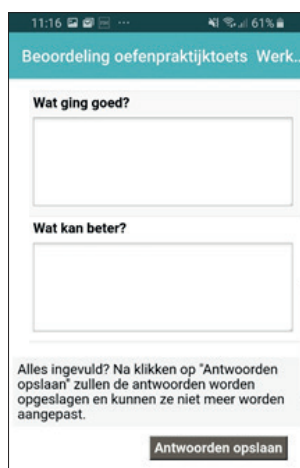 11:16 ... 61%
Beoordeling oefenpraktijktoets Werk..
Wat ging goed?
Wat kan beter?
Alles ingevuld? Na klikken op "Antwoorden
opslaan" zullen de antwoorden worden
opgeslagen en kunnen ze niet meer worden
aangepast.
Antwoorden opslaan